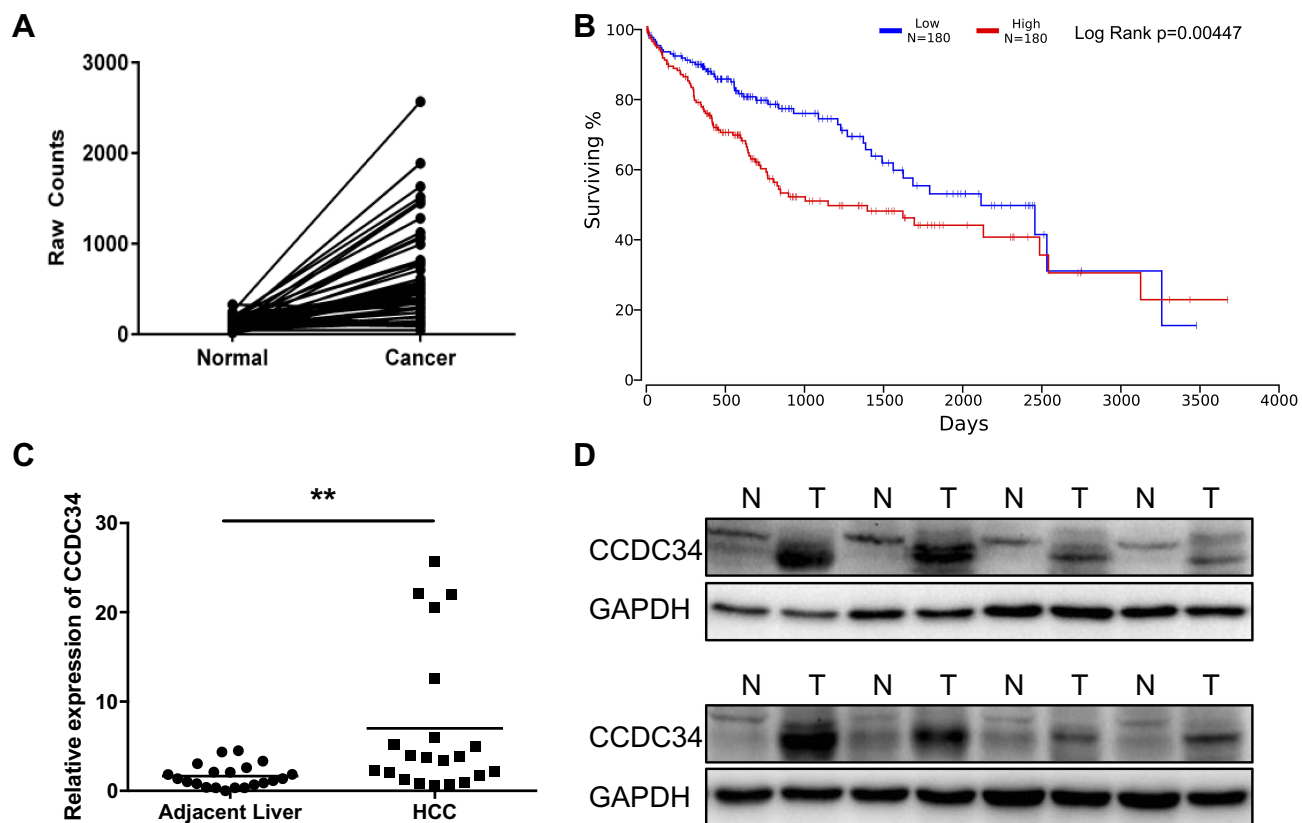 A
Raw Counts
3000
2000
1000
0
Normal
Cancer
B
Low
N=180
High
N=180
Log Rank p=0.00447
Surviving %
100
80
60
40
20
0
0
500
1000
1500
2000
2500
3000
3500
4000
Days
C
**
Relative expression of CCDC34
30
20
10
0
Adjacent Liver
HCC
D
N T N T N T N T
CCDC34
GAPDH
N T N T N T N T
CCDC34
GAPDH